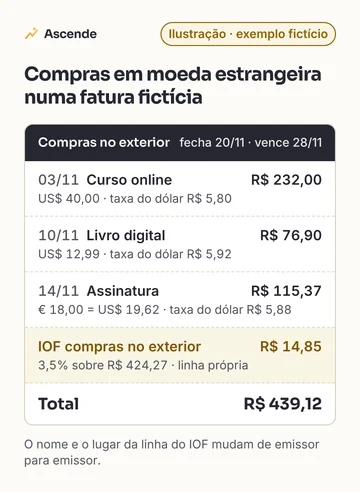 Ascende
Ilustração · exemplo fictício
Compras em moeda estrangeira
numa fatura fictícia
Compras no exterior fecha 20/11 · vence 28/11
03/11 Curso online R$ 232,00
US$ 40,00 · taxa do dólar R$ 5,80
10/11 Livro digital R$ 76,90
US$ 12,99 · taxa do dólar R$ 5,92
14/11 Assinatura R$ 115,37
€ 18,00 = US$ 19,62 · taxa do dólar R$ 5,88
IOF compras no exterior R$ 14,85
3,5% sobre R$ 424,27 · linha própria
Total R$ 439,12
O nome e o lugar da linha do IOF mudam de emissor
para emissor.